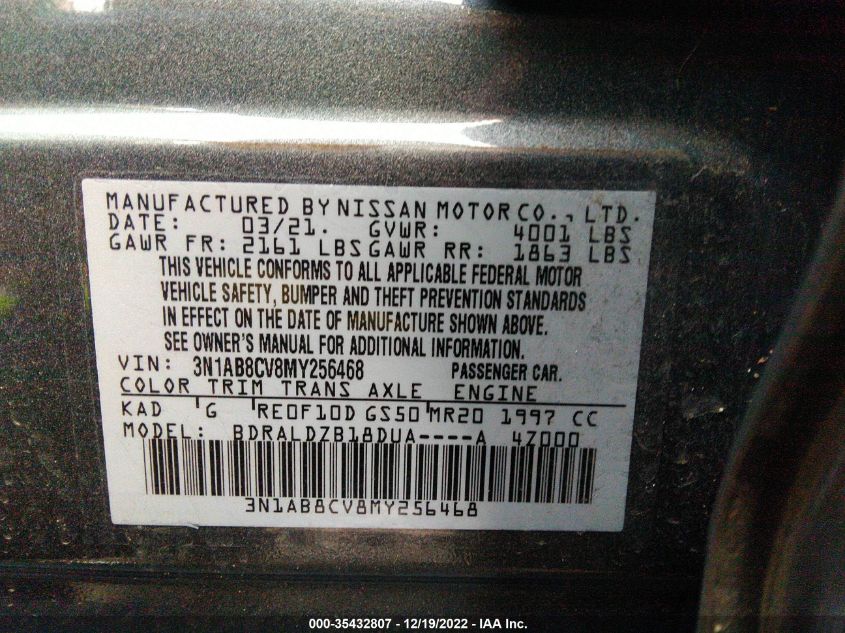 MANUFACTURED BY NISSAN MOTOR CO., LTD.
DATE: 03/21. GVWR: 4001 LBS
GAWR FR: 2161 LBS GAWR RR: 1863 LBS
THIS VEHICLE CONFORMS TO ALL APPLICABLE FEDERAL MOTOR
VEHICLE SAFETY, BUMPER AND THEFT PREVENTION STANDARDS
IN EFFECT ON THE DATE OF MANUFACTURE SHOWN ABOVE.
SEE OWNER'S MANUAL FOR ADDITIONAL INFORMATION.
VIN: 3N1AB8CV8MY256468 PASSENGER CAR.
COLOR TRIM TRANS AXLE ENGINE
KAD 'G 'RE0F10D GS50'MR20 1997 CC
MODEL: BDRALDZB18DUA----A 4Z000
3N1AB8CV8MY256468
000-35432807 - 12/19/2022 - IAA Inc.